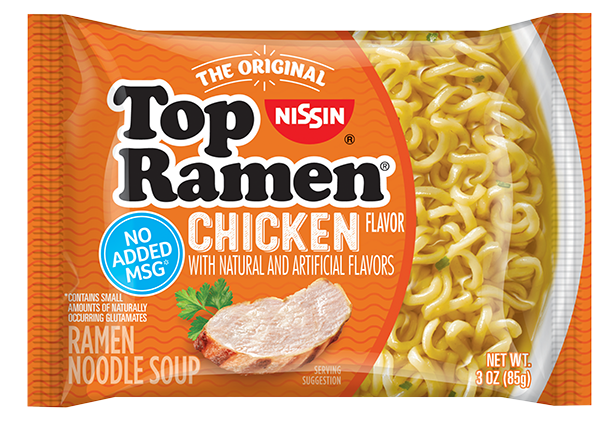 THE ORIGINAL
NISSIN
®
Top
Ramen®
CHICKEN FLAVOR
WITH NATURAL AND ARTIFICIAL FLAVORS
NO
ADDED
MSG*
*CONTAINS SMALL
AMOUNTS OF NATURALLY
OCCURRING GLUTAMATES
RAMEN
NOODLE SOUP
SERVING
SUGGESTION
NET WT.
3 OZ (85g)